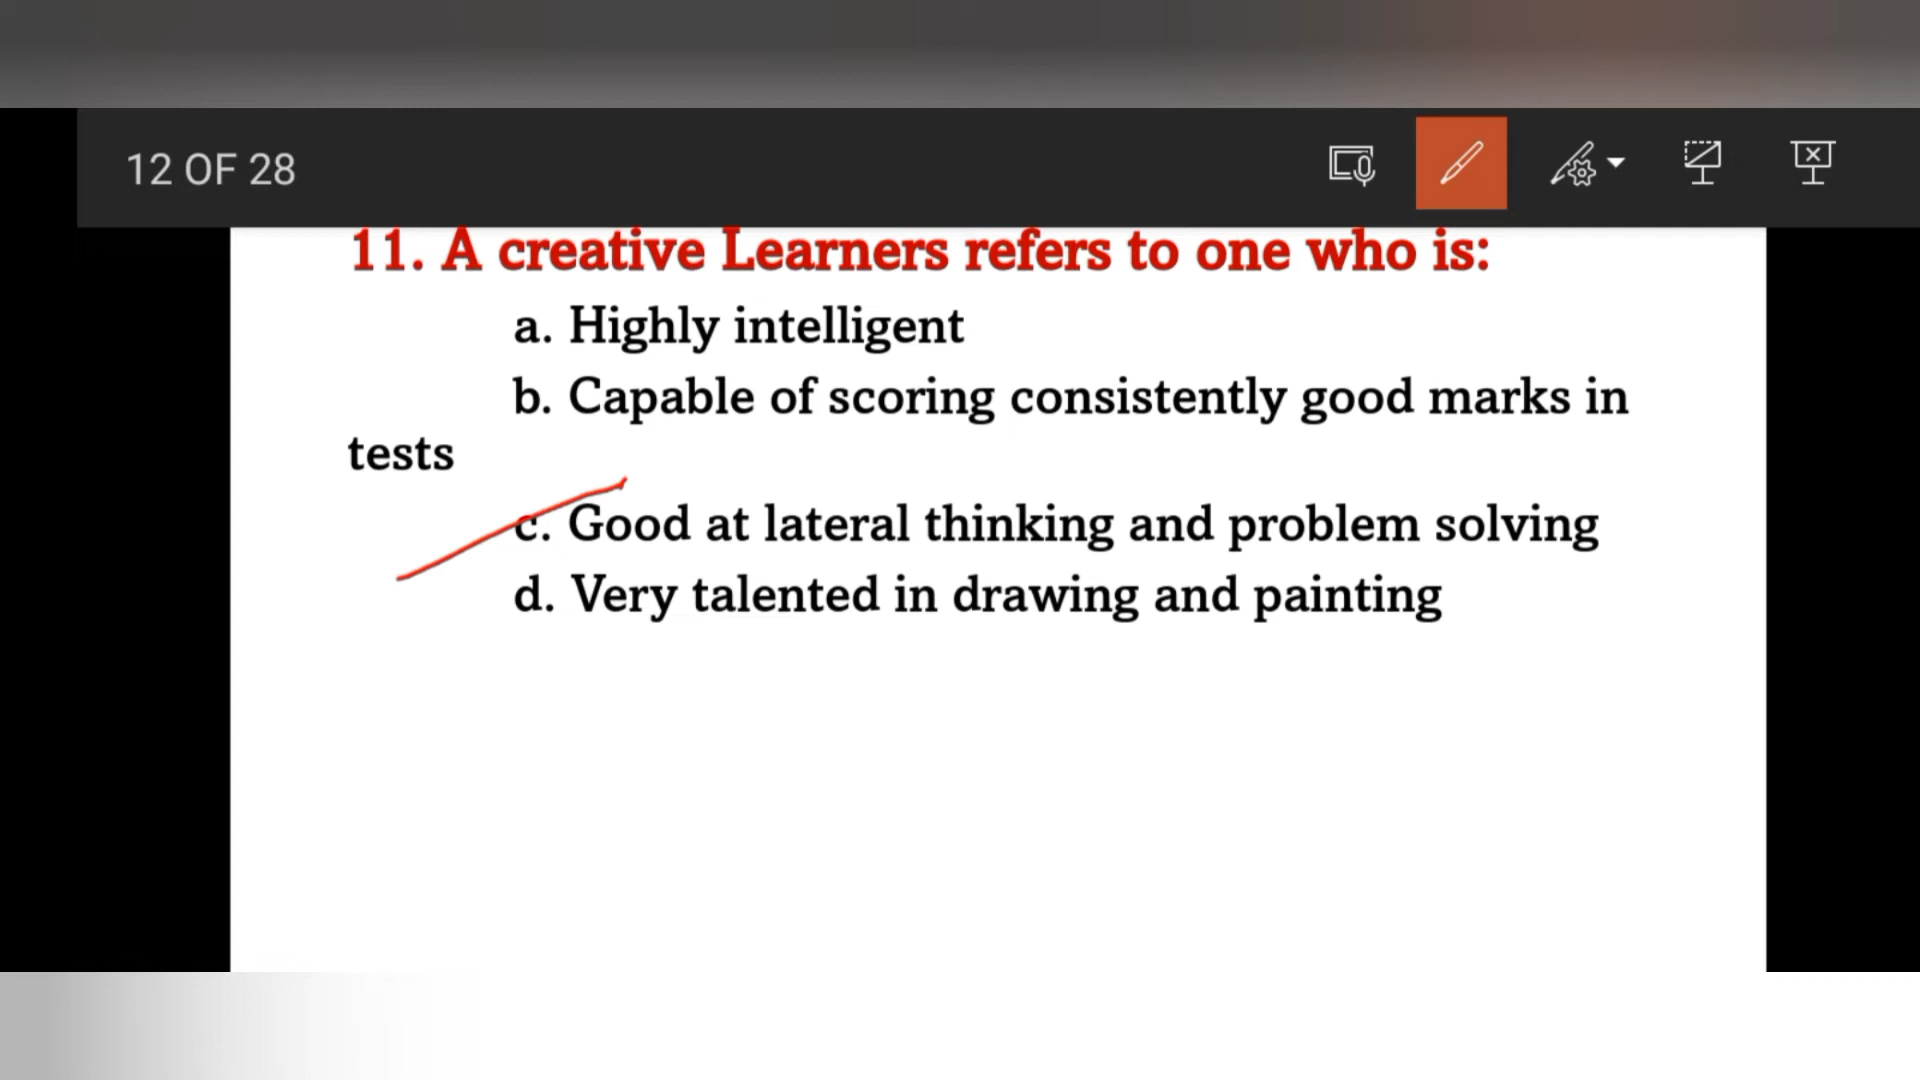 12 OF 28
11. A creative Learners refers to one who is:
a. Highly intelligent
b. Capable of scoring consistently good marks in
tests
c. Good at lateral thinking and problem solving
d. Very talented in drawing and painting